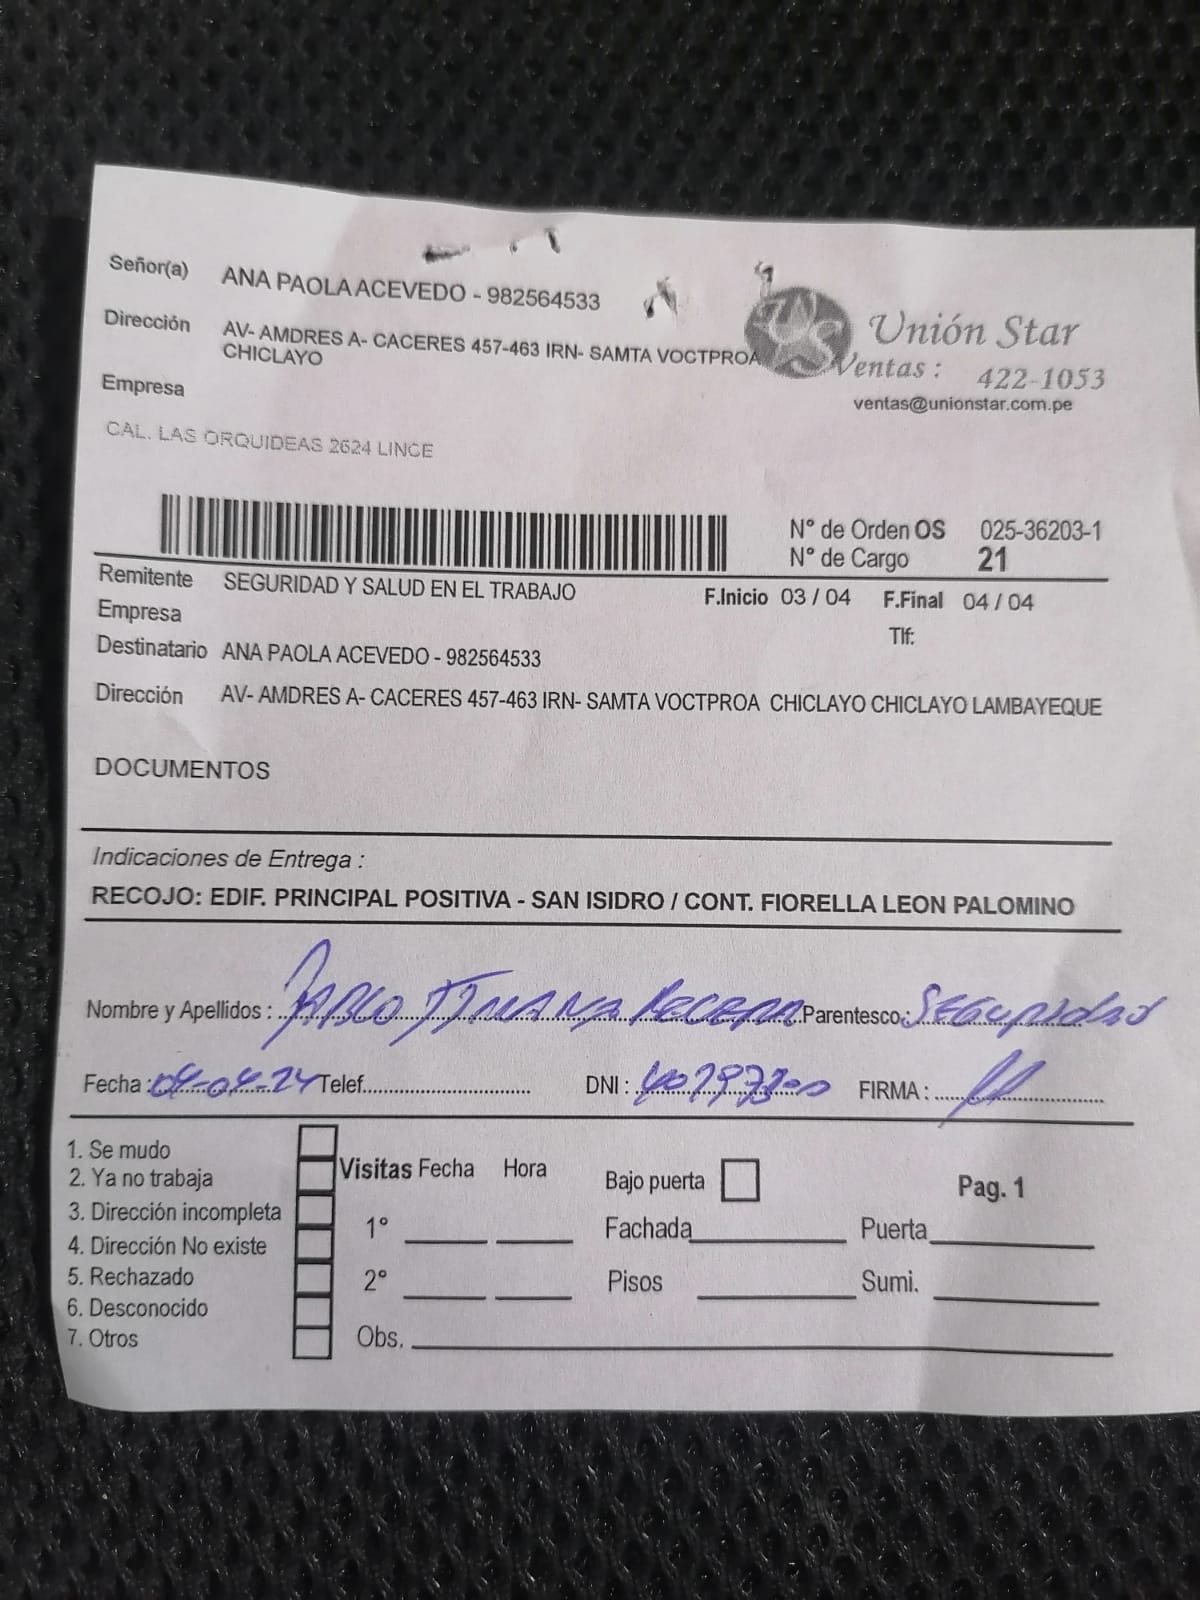 Señor(a) ANA PAOLA ACEVEDO - 982564533
Dirección AV- AMDRES A- CACERES 457-463 IRN- SAMTA VOCTPROA
CHICLAYO
Empresa
CAL. LAS ORQUIDEAS 2624 LINCE
Unión Star
Ventas : 422-1053
ventas@unionstar.com.pe
N° de Orden OS 025-36203-1
N° de Cargo 21
Remitente SEGURIDAD Y SALUD EN EL TRABAJO
F.Inicio 03 / 04 F.Final 04 / 04
Empresa
Tlf:
Destinatario ANA PAOLA ACEVEDO - 982564533
Dirección AV- AMDRES A- CACERES 457-463 IRN- SAMTA VOCTPROA CHICLAYO CHICLAYO LAMBAYEQUE
DOCUMENTOS
Indicaciones de Entrega :
RECOJO: EDIF. PRINCIPAL POSITIVA - SAN ISIDRO / CONT. FIORELLA LEON PALOMINO
Nombre y Apellidos : Parentesco : SEGURIDAD
Fecha : 04-04-24 Telef. DNI : FIRMA :
1. Se mudo
2. Ya no trabaja
3. Dirección incompleta
4. Dirección No existe
5. Rechazado
6. Desconocido
7. Otros
Visitas Fecha Hora
1°
2°
Obs.
Bajo puerta
Pag. 1
Fachada Puerta
Pisos Sumi.